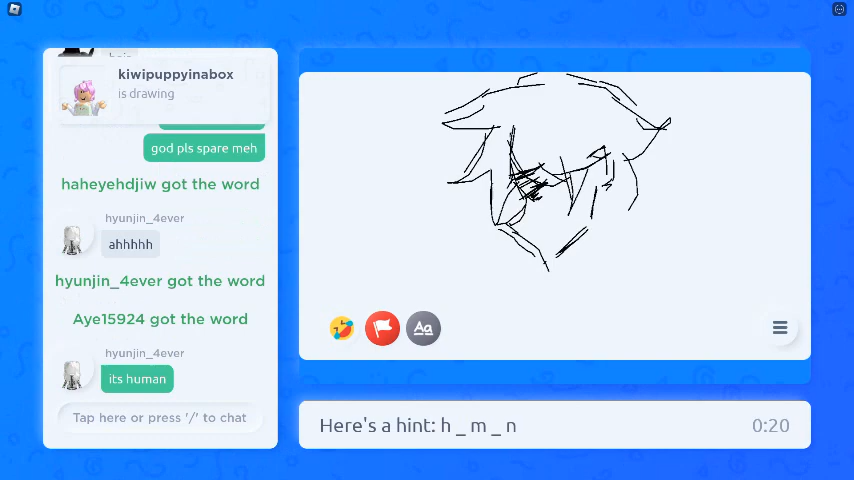 kiwipuppyinabox
is drawing
god pls spare meh
haheyehdjiw got the word
hyunjin_4ever
ahhhhh
hyunjin_4ever got the word
Aye15924 got the word
hyunjin_4ever
its human
Tap here or press '/' to chat
Aa
Here's a hint: h _ m _ n
0:20